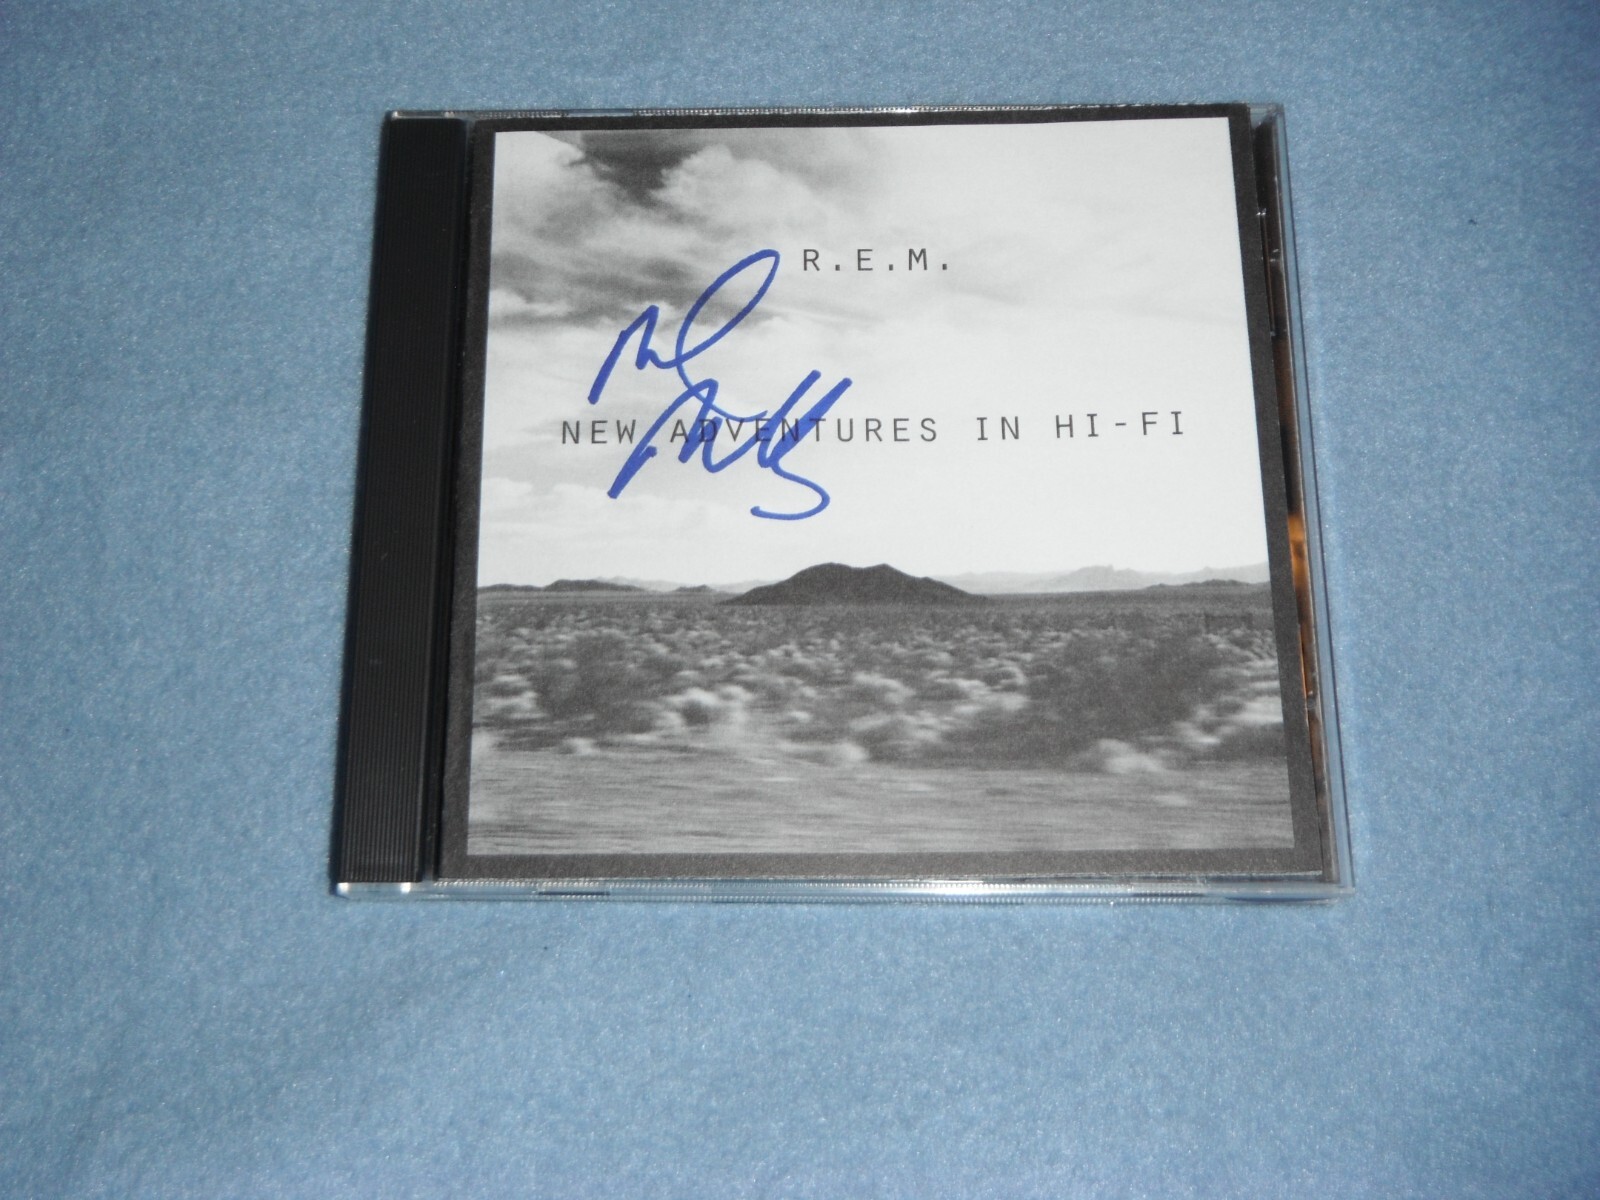 R.E.M.
NEW ADVENTURES IN HI-FI